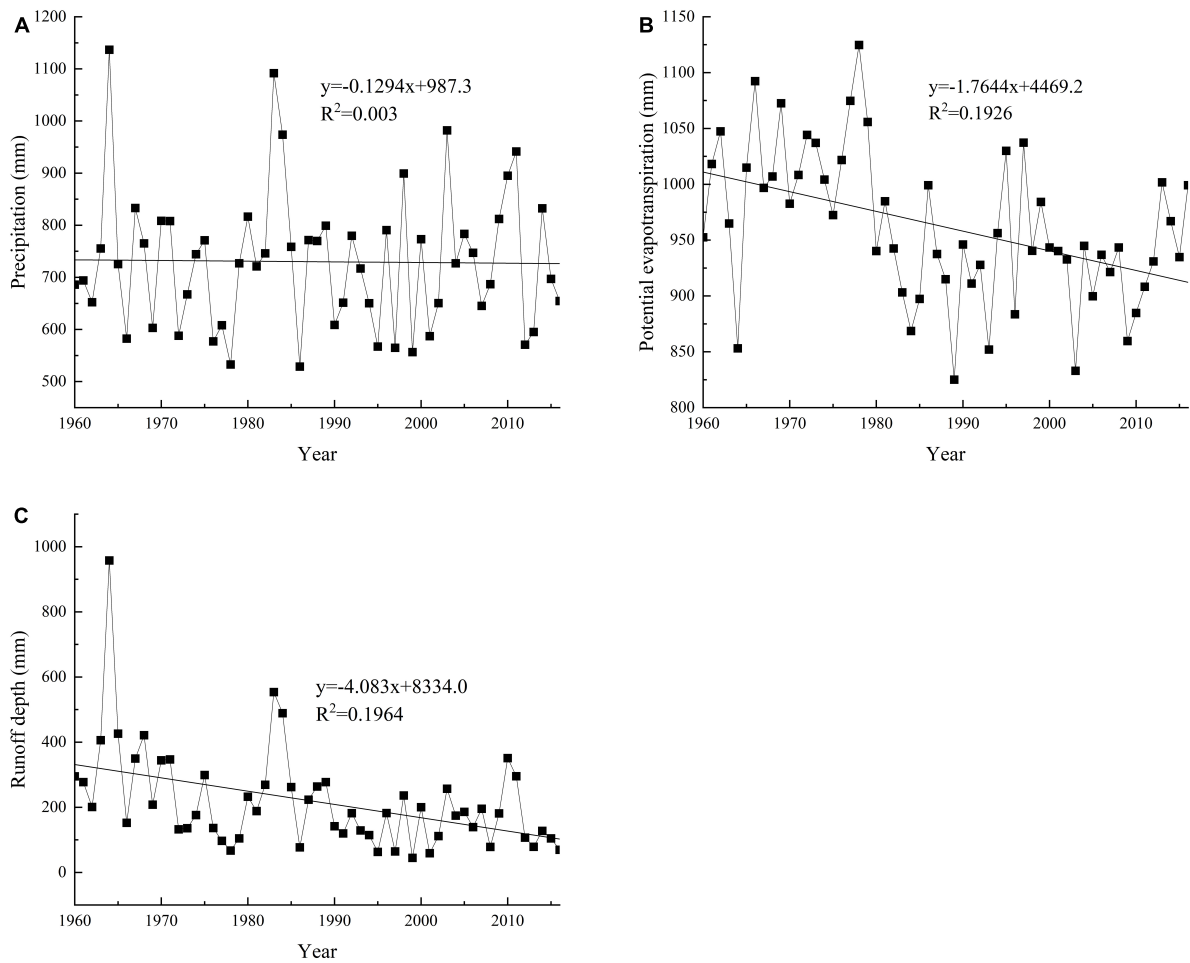 A
1200
1100
1000
900
800
700
600
500
Precipitation (mm)
y=-0.1294x+987.3
R²=0.003
1960 1970 1980 1990 2000 2010
Year
B
1150
1100
1050
1000
950
900
850
800
Potential evapotranspiration (mm)
y=-1.7644x+4469.2
R²=0.1926
1960 1970 1980 1990 2000 2010
Year
C
1000
800
600
400
200
0
Runoff depth (mm)
y=-4.083x+8334.0
R²=0.1964
1960 1970 1980 1990 2000 2010
Year